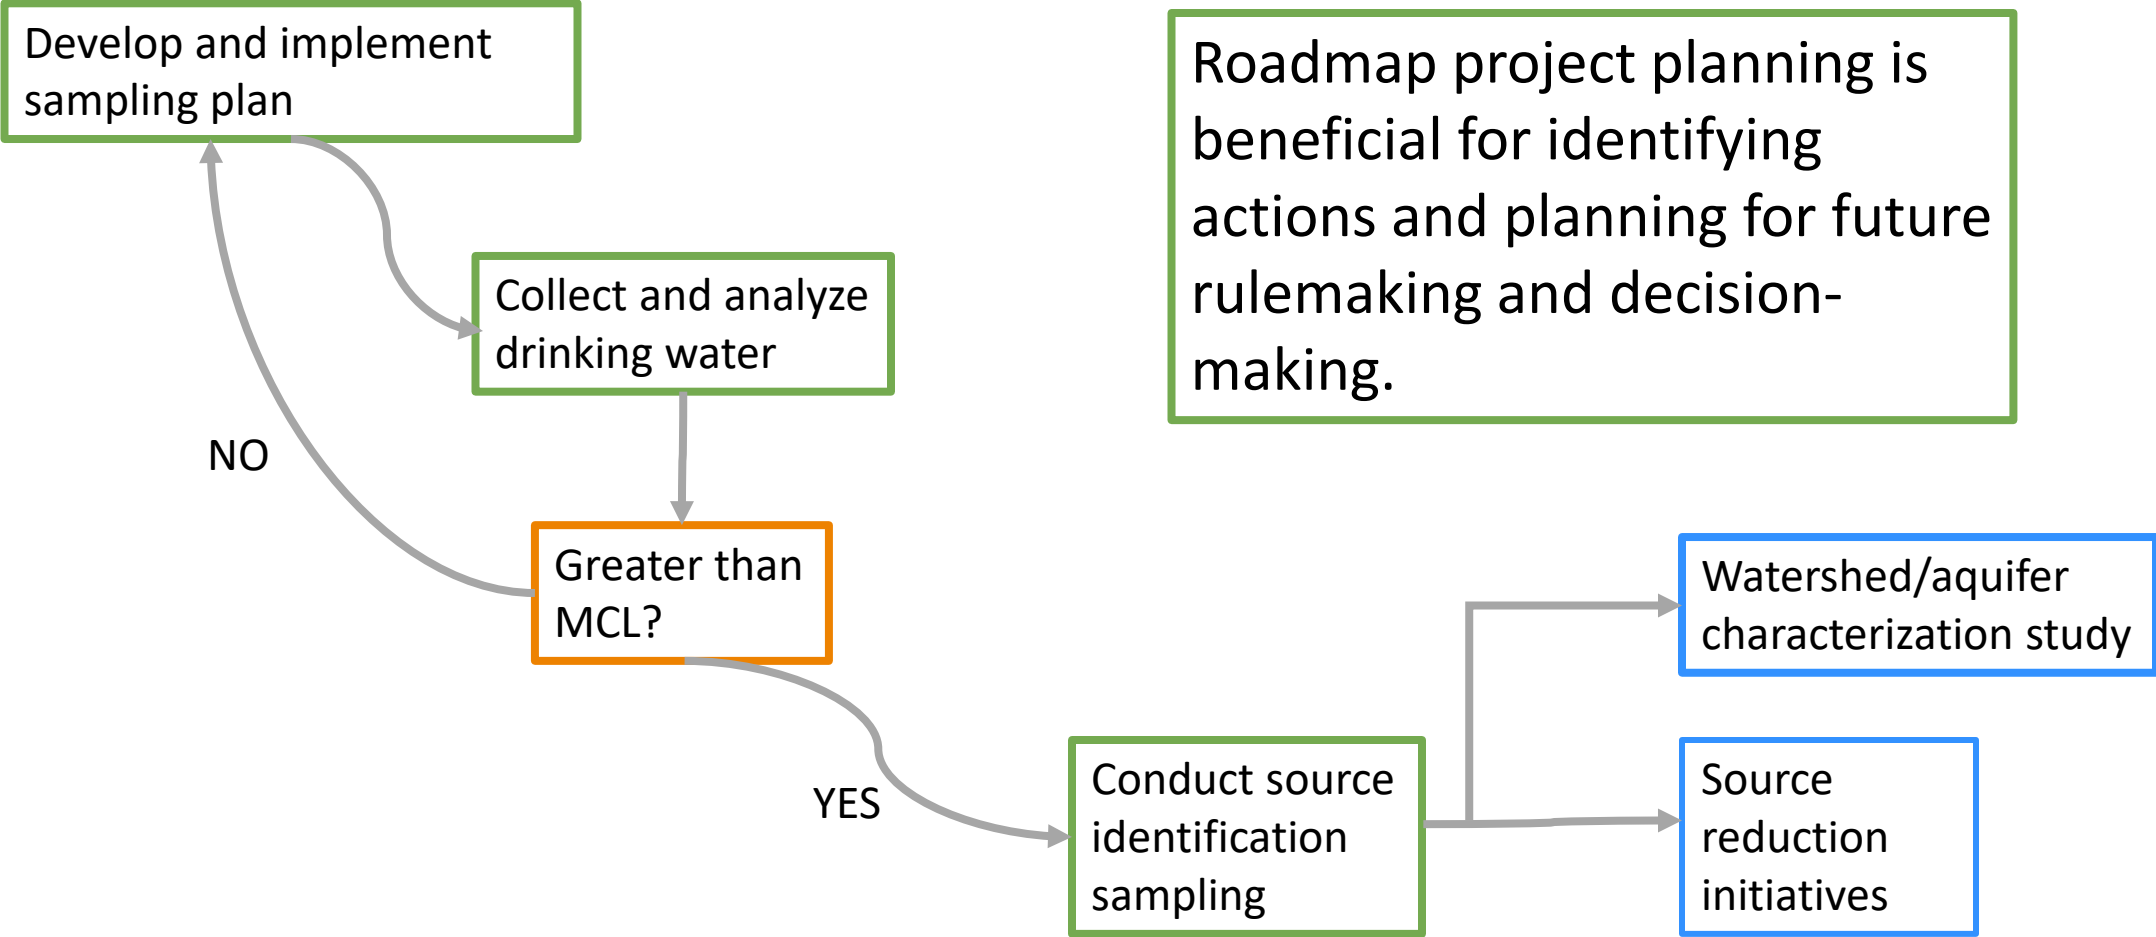 Develop and implement
sampling plan
Roadmap project planning is
beneficial for identifying
actions and planning for future
rulemaking and decision-
making.
Collect and analyze
drinking water
NO
Greater than
MCL?
YES
Watershed/aquifer
characterization study
Conduct source
identification
sampling
Source
reduction
initiatives